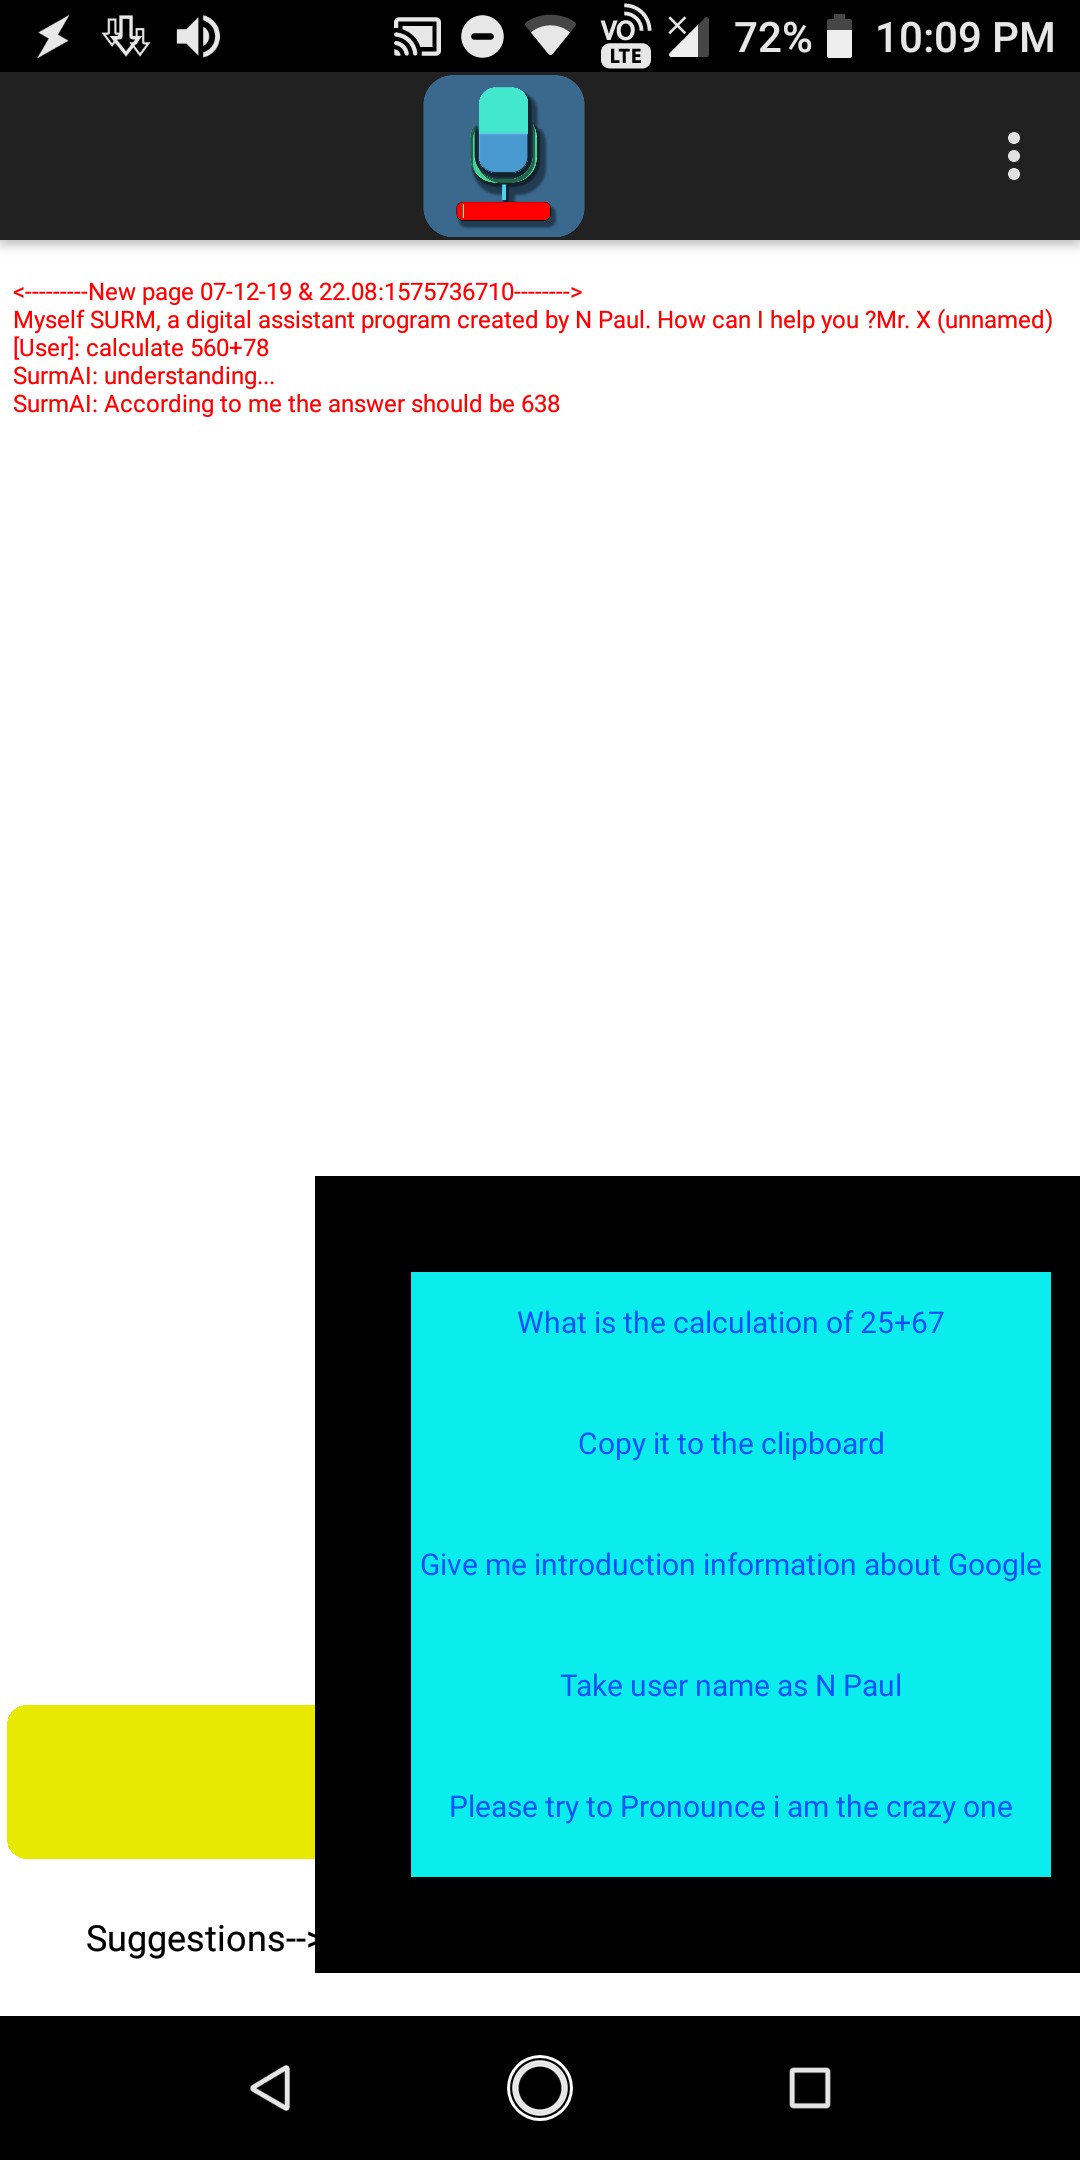 VO LTE 72% 10:09 PM
<---------New page 07-12-19 & 22.08:1575736710-------->
Myself SURM, a digital assistant program created by N Paul. How can I help you ?Mr. X (unnamed)
[User]: calculate 560+78
SurmAI: understanding...
SurmAI: According to me the answer should be 638
What is the calculation of 25+67
Copy it to the clipboard
Give me introduction information about Google
Take user name as N Paul
Please try to Pronounce i am the crazy one
Suggestions-->